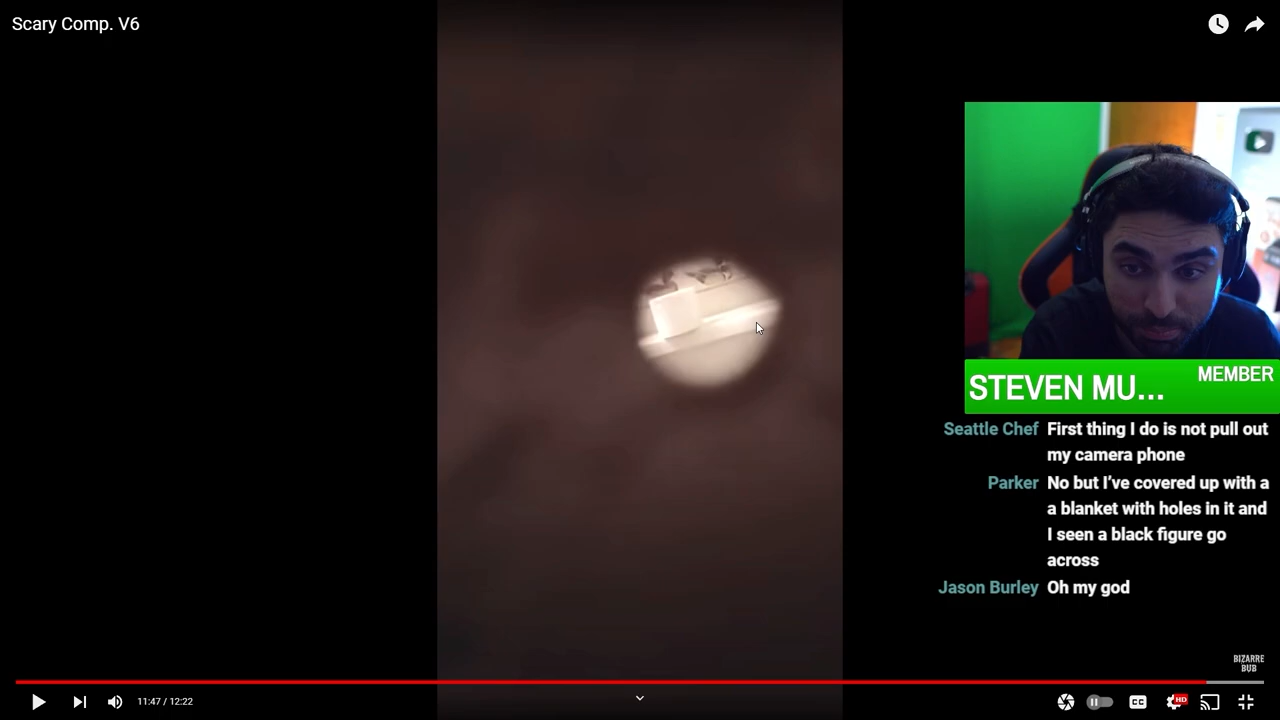 Scary Comp. V6
MEMBER
STEVEN MU...
Seattle Chef First thing I do is not pull out
my camera phone
Parker No but I’ve covered up with a
a blanket with holes in it and
I seen a black figure go
across
Jason Burley Oh my god
BIZARRE
BUB
11:47 / 12:22
CC
HD